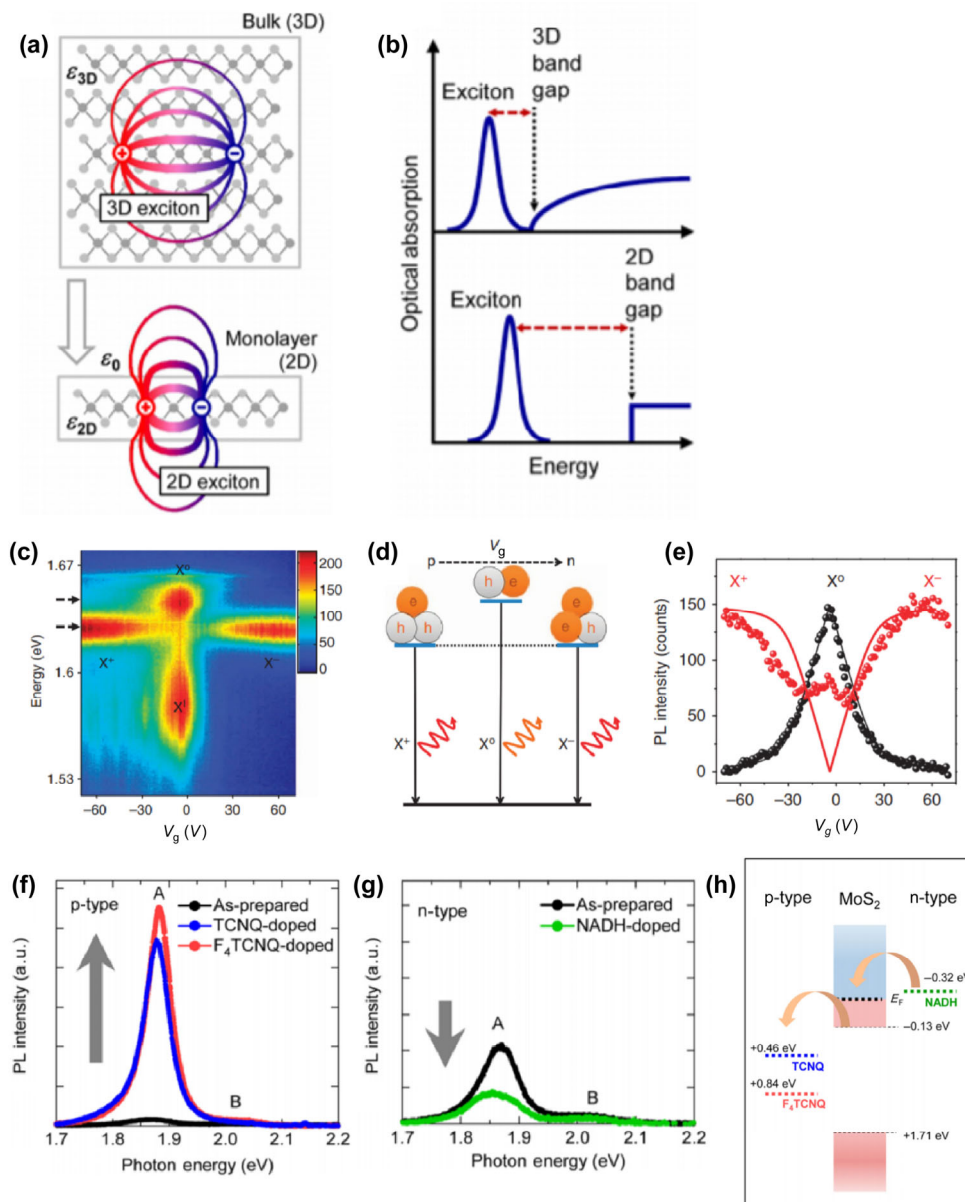 (a)
Bulk (3D)
ε3D
+
−
3D exciton
Monolayer
(2D)
ε0
+
−
ε2D
2D exciton
(b)
3D
band
gap
Exciton
2D
band
gap
Exciton
Optical absorption
Energy
(c)
1.67
1.6
1.53
Energy (eV)
X⁰
X⁺
X⁻
Xᴵ
200
150
100
50
0
−60
−30
0
30
60
Vg (V)
(d)
Vg
p
n
h e
e
h h
e
h e
X⁺
X⁰
X⁻
(e)
X⁺
X⁰
X⁻
PL intensity (counts)
150
100
50
0
−60
−30
0
30
60
Vg (V)
(f)
A
p-type
As-prepared
TCNQ-doped
F4TCNQ-doped
B
PL intensity (a.u.)
1.7 1.8 1.9 2.0 2.1 2.2
Photon energy (eV)
(g)
n-type
As-prepared
NADH-doped
A
B
PL intensity (a.u.)
1.7 1.8 1.9 2.0 2.1 2.2
Photon energy (eV)
(h)
p-type
MoS2
n-type
−0.32 eV
EF
NADH
−0.13 eV
+0.46 eV
TCNQ
+0.84 eV
F4TCNQ
+1.71 eV